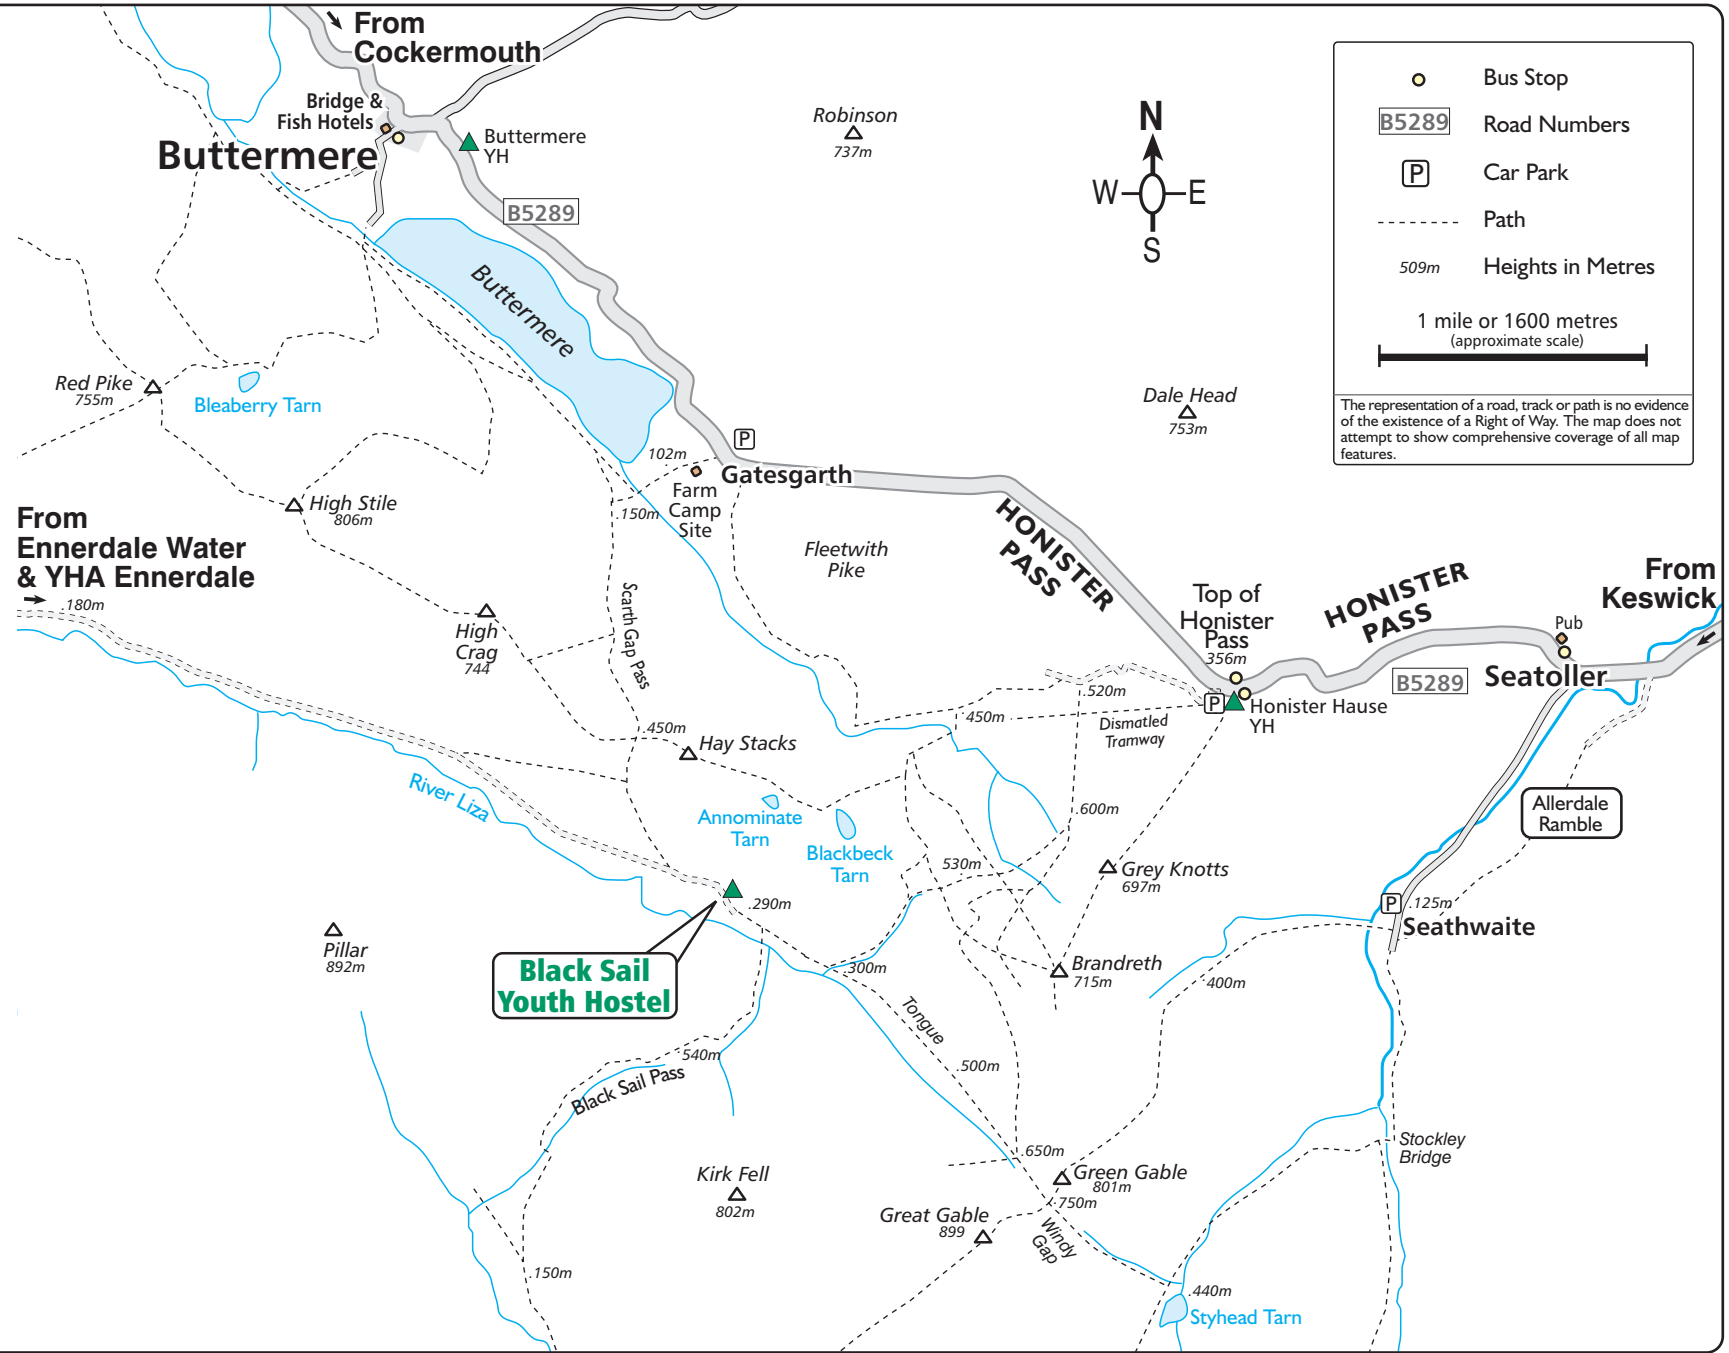 From
Cockermouth
Bridge &
Fish Hotels
Buttermere
Buttermere
YH
B5289
Buttermere
Robinson
737m
N
W
E
S
Bus Stop
B5289
Road Numbers
P
Car Park
Path
509m
Heights in Metres
1 mile or 1600 metres
(approximate scale)
The representation of a road, track or path is no evidence
of the existence of a Right of Way. The map does not
attempt to show comprehensive coverage of all map
features.
Red Pike
755m
Bleaberry Tarn
Dale Head
753m
P
102m
Gatesgarth
Farm
Camp
Site
.150m
High Stile
806m
From
Ennerdale Water
& YHA Ennerdale
.180m
Fleetwith
Pike
HONISTER
PASS
Top of
Honister
Pass
356m
HONISTER
PASS
From
Keswick
Pub
Seatoller
B5289
High
Crag
744
Scarth Gap Pass
.520m
450m
Dismatled
Tramway
P
Honister Hause
YH
.450m
Hay Stacks
River Liza
Annominate
Tarn
Blackbeck
Tarn
.600m
530m
Grey Knotts
697m
Allerdale
Ramble
P
.125m
Seathwaite
.290m
Pillar
892m
Black Sail
Youth Hostel
.300m
Brandreth
715m
.400m
Tongue
.540m
Black Sail Pass
.500m
.650m
Green Gable
801m
.750m
Stockley
Bridge
Kirk Fell
802m
Great Gable
899
Windy
Gap
.150m
.440m
Styhead Tarn